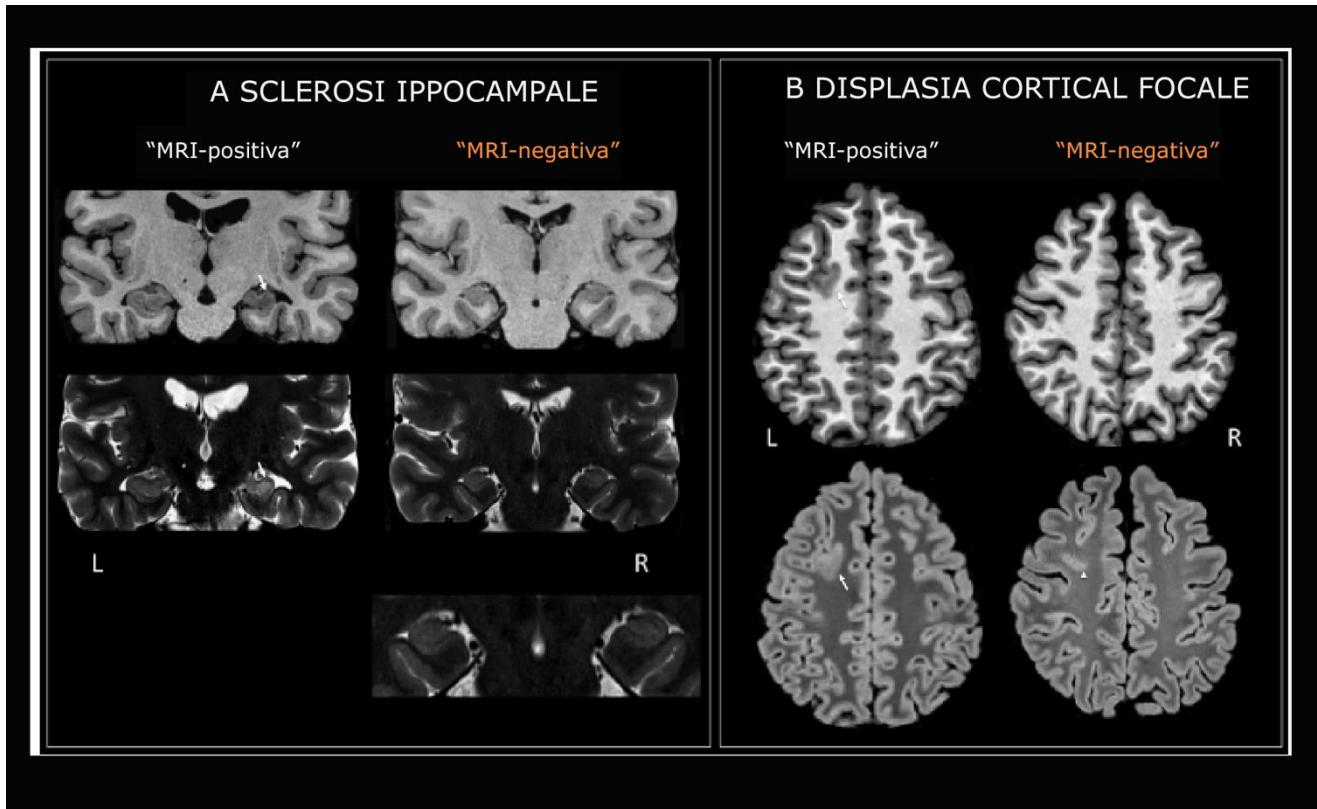 A SCLEROSI IPPOCAMPALE
“MRI-positiva”
“MRI-negativa”
L
R
B DISPLASIA CORTICAL FOCALE
“MRI-positiva”
“MRI-negativa”
L
R